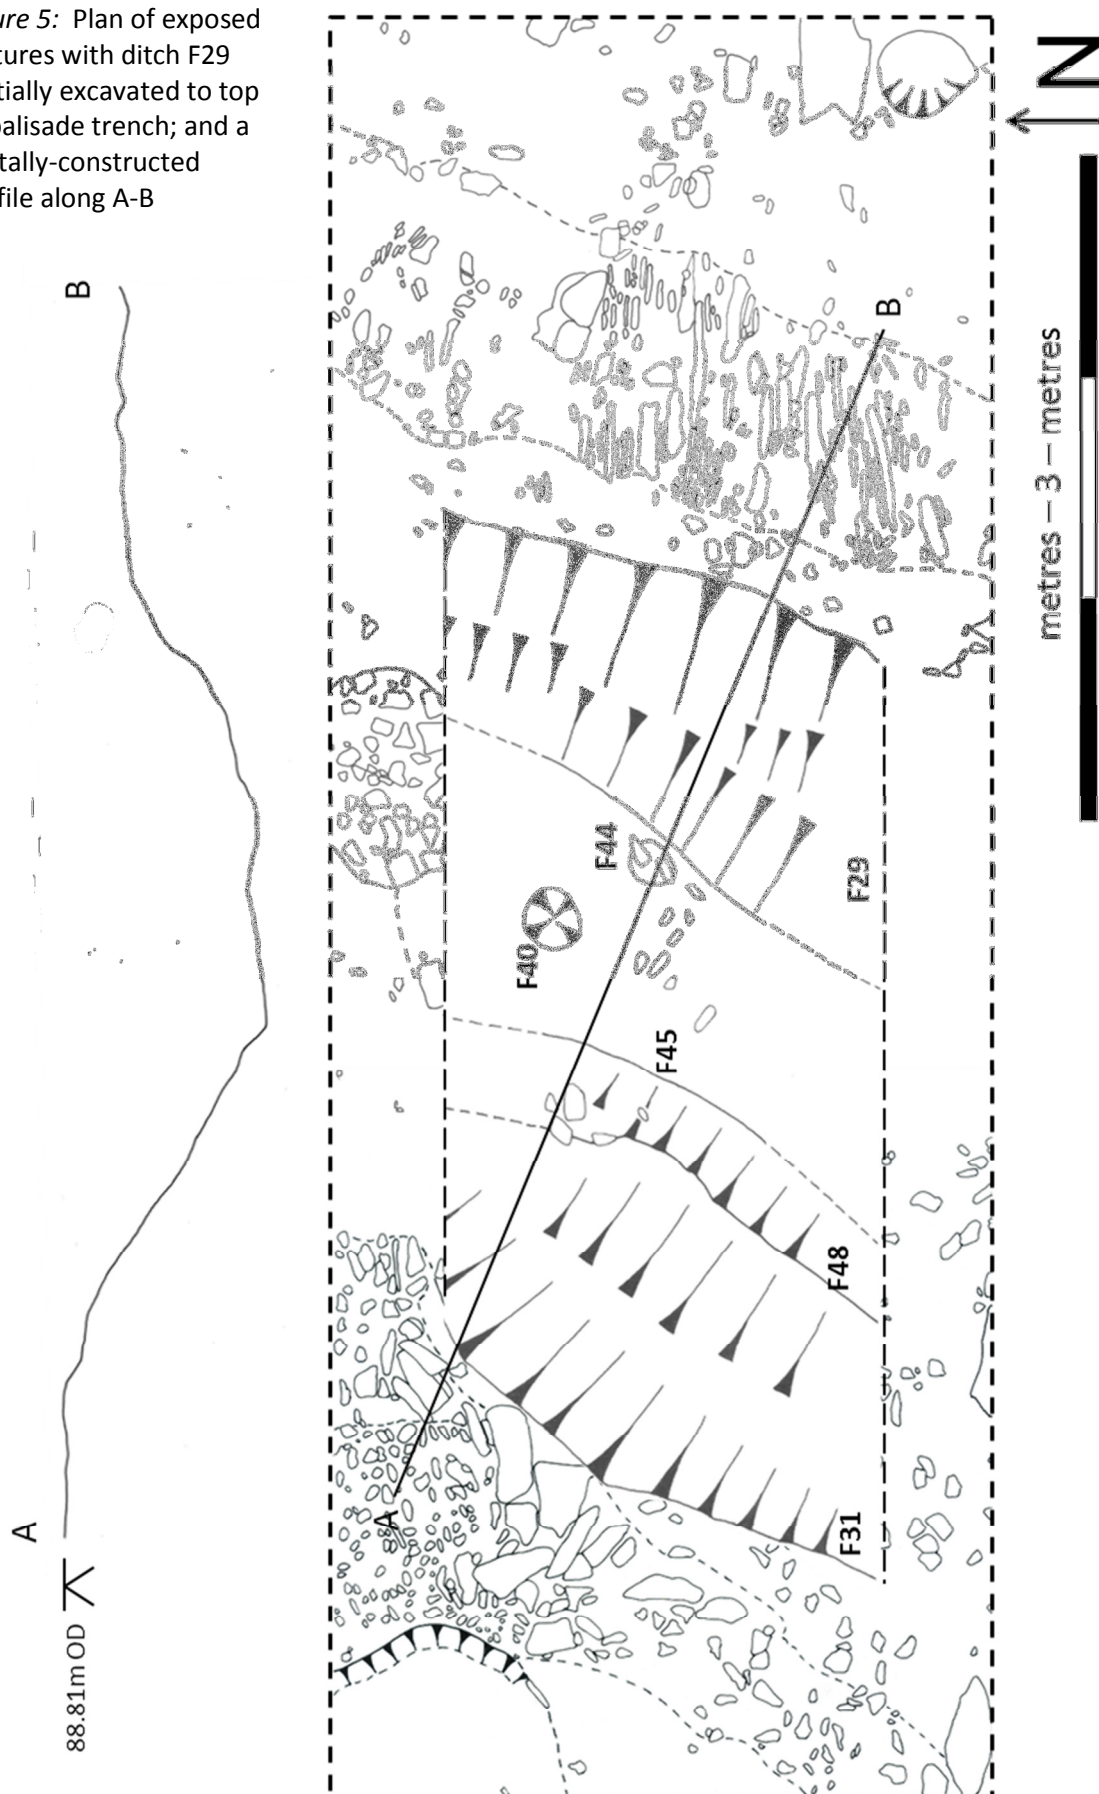 ure 5: Plan of exposed
tures with ditch F29
tially excavated to top
palisade trench; and a
tally-constructed
file along A-B
N
B
B
metres – 3 – metres
F44
F29
F40
F45
F48
A
F31
A
88.81m OD